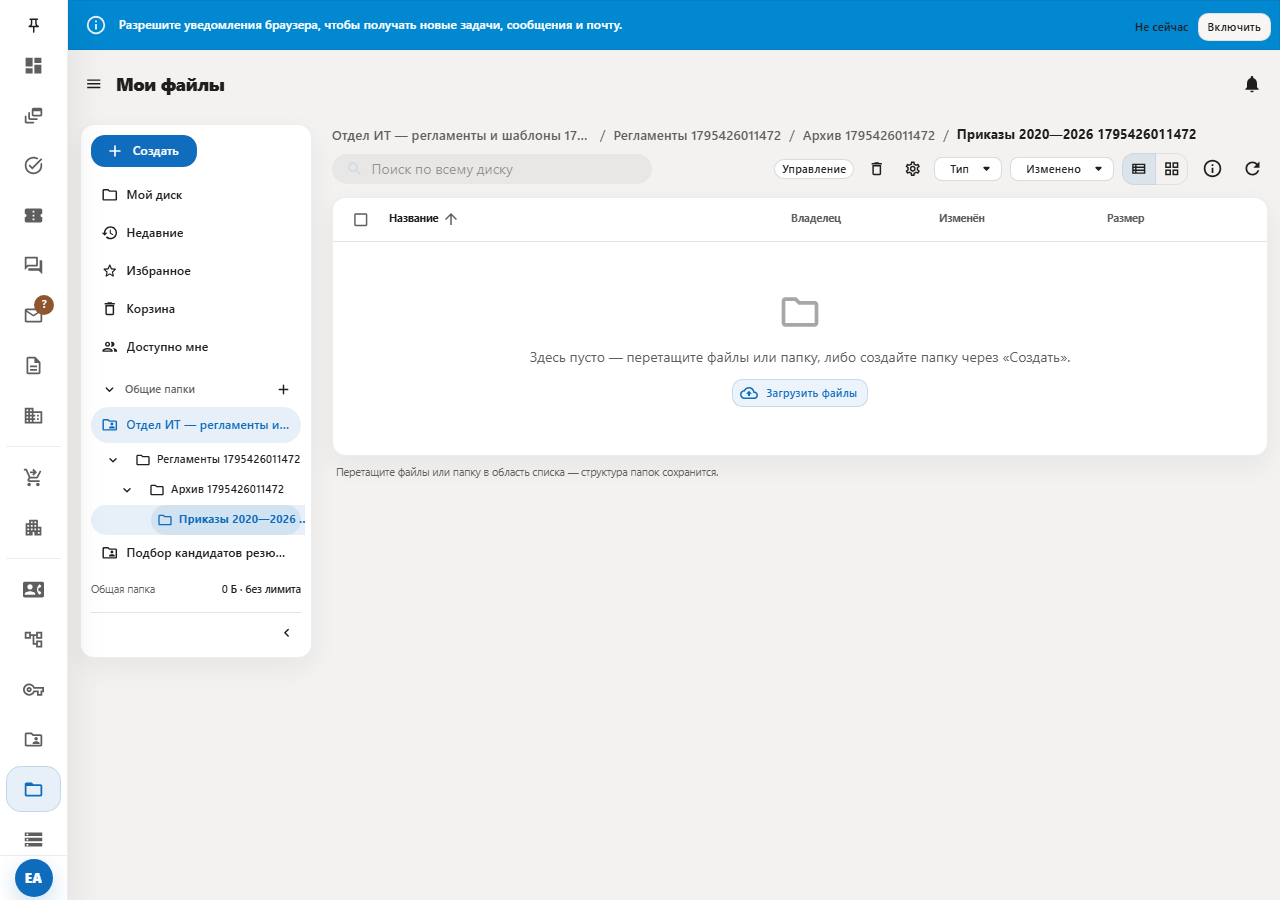 Разрешите уведомления браузера, чтобы получать новые задачи, сообщения и почту.
Не сейчас
Включить
Мои файлы
?
Создать
Мой диск
Недавние
Избранное
Корзина
Доступно мне
Общие папки
Отдел ИТ — регламенты и...
Регламенты 1795426011472
Архив 1795426011472
Приказы 2020—2026 ...
Подбор кандидатов резю...
Общая папка
0 Б · без лимита
Отдел ИТ — регламенты и шаблоны 17... / Регламенты 1795426011472 / Архив 1795426011472 / Приказы 2020—2026 1795426011472
Поиск по всему диску
Управление
Тип
Изменено
Название
Владелец
Изменён
Размер
Здесь пусто — перетащите файлы или папку, либо создайте папку через «Создать».
Загрузить файлы
Перетащите файлы или папку в область списка — структура папок сохранится.
EA